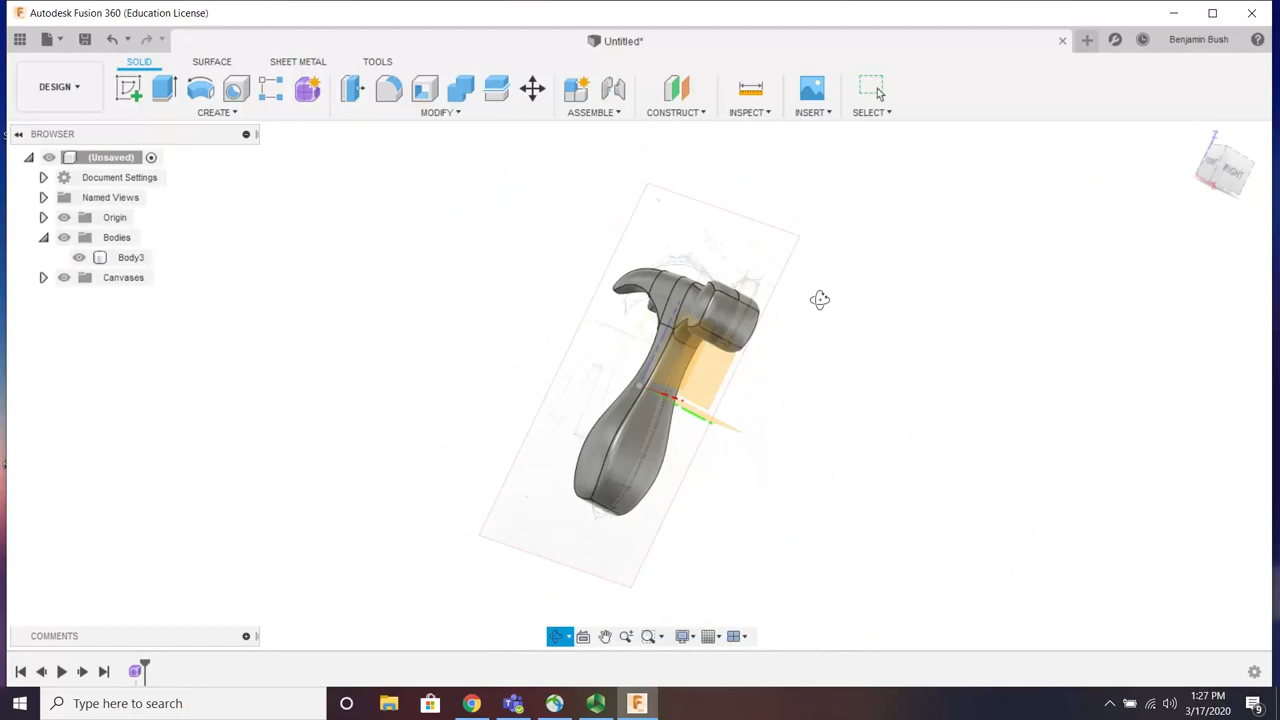 Autodesk Fusion 360 (Education License)
Untitled*
Benjamin Bush
SOLID SURFACE SHEET METAL TOOLS
DESIGN
CREATE MODIFY ASSEMBLE CONSTRUCT INSPECT INSERT SELECT
BROWSER
(Unsaved)
Document Settings
Named Views
Origin
Bodies
Body3
Canvases
Z
RIGHT
COMMENTS
Type here to search
1:27 PM
3/17/2020